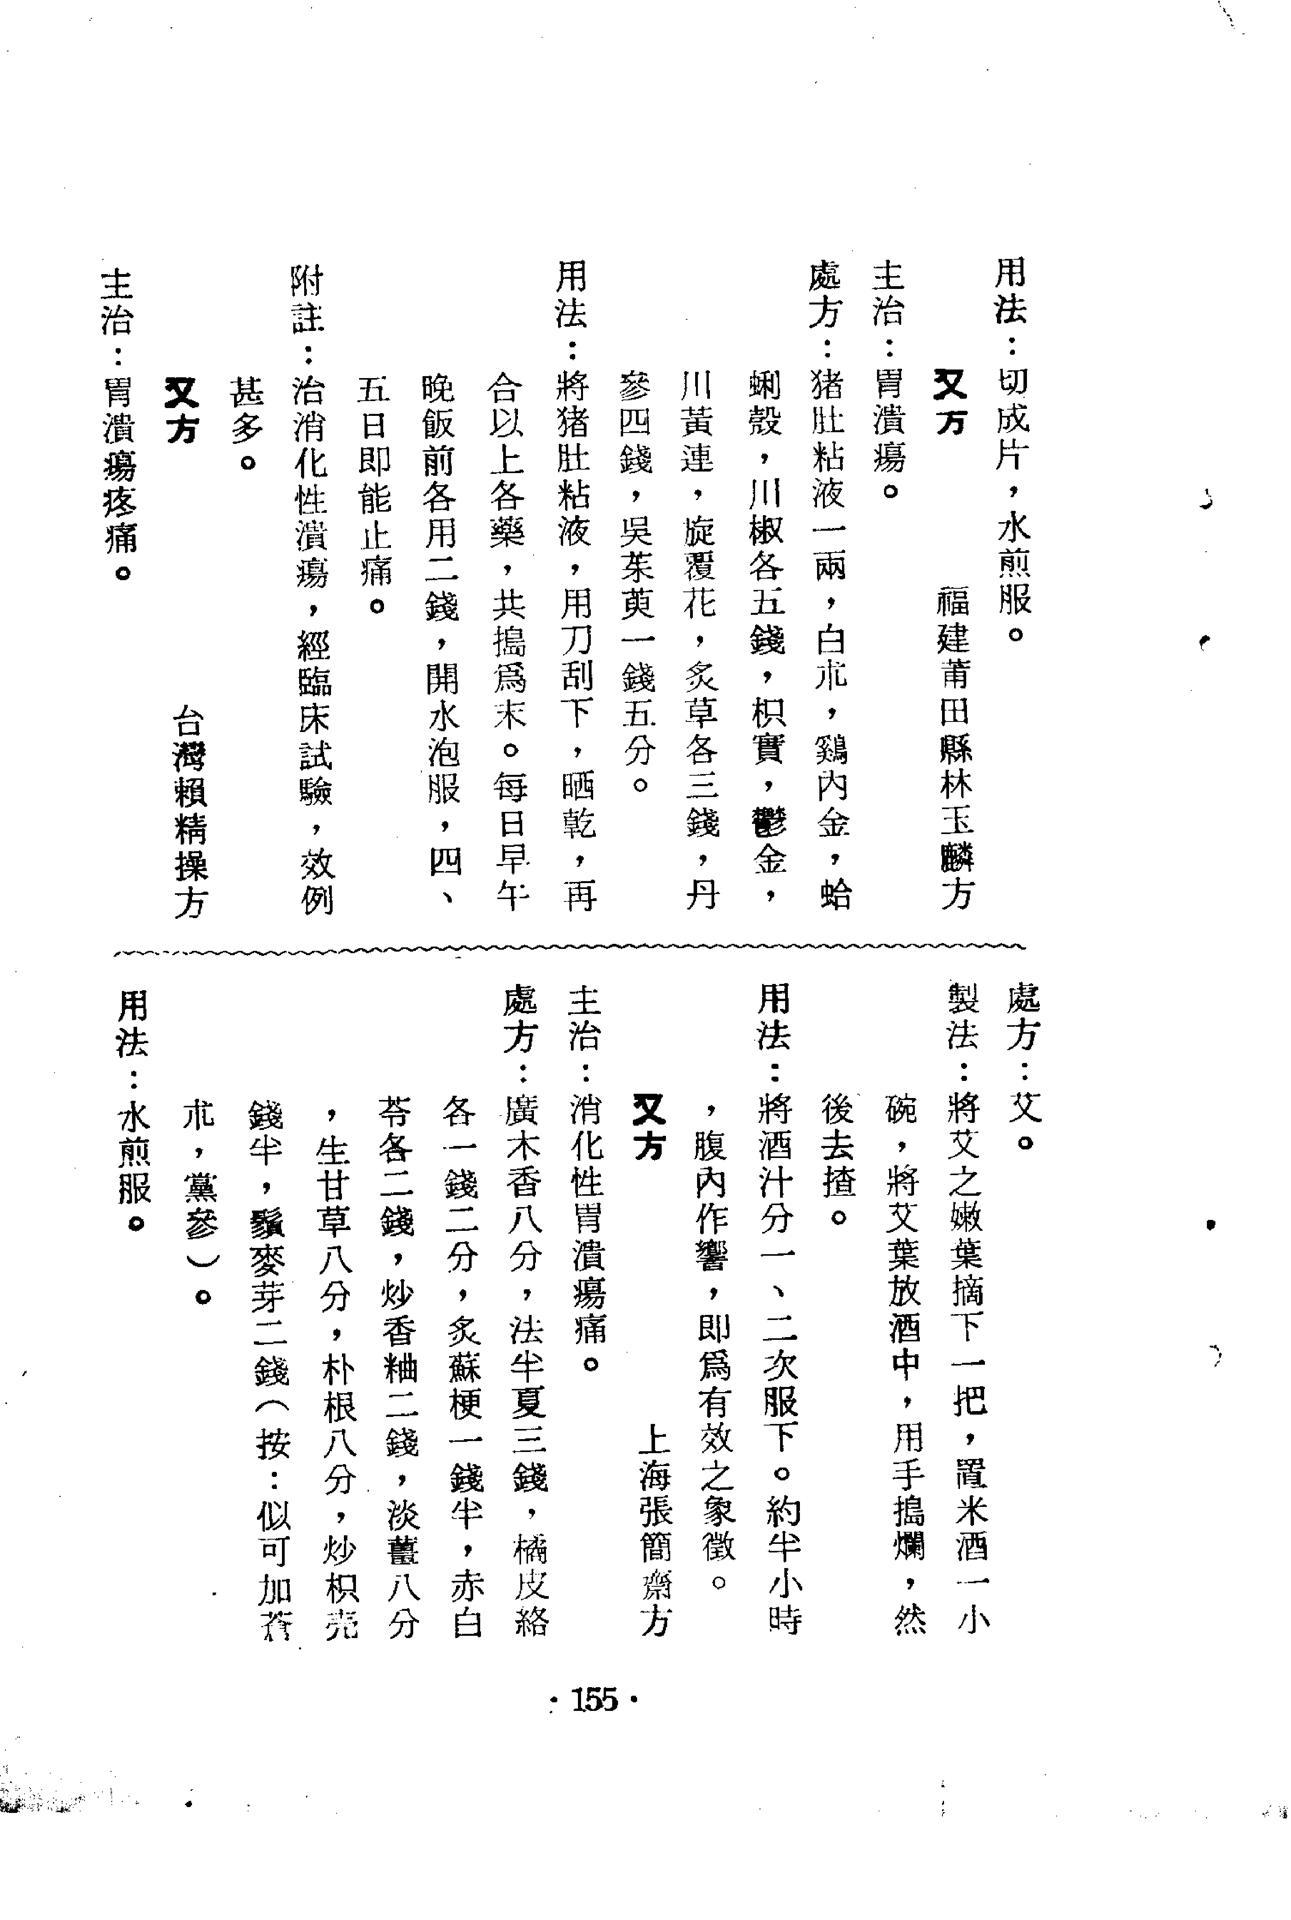 用法：切成片，水煎服。
又方　福建莆田縣林玉麟方
主治：胃潰瘍。
處方：猪肚粘液一兩，白朮，鷄內金，蛤
蜊殼，川椒各五錢，枳實，鬱金，
川黃連，旋覆花，炙草各三錢，丹
參四錢，吳茱萸一錢五分。
用法：將猪肚粘液，用刀刮下，晒乾，再
合以上各藥，共搗爲末。每日早午
晚飯前各用二錢，開水泡服，四、
五日即能止痛。
附註：治消化性潰瘍，經臨床試驗，效例
甚多。
又方　台灣賴精操方
主治：胃潰瘍疼痛。
處方：艾。
製法：將艾之嫩葉摘下一把，置米酒一小
碗，將艾葉放酒中，用手搗爛，然
後去揸。
用法：將酒汁分一、二次服下。約半小時
，腹內作響，即爲有效之象徵。
又方　上海張簡齋方
主治：消化性胃潰瘍痛。
處方：廣木香八分，法半夏三錢，橘皮絡
各一錢二分，炙蘇梗一錢半，赤白
苓各二錢，炒香粬二錢，淡薑八分
，生甘草八分，朴根八分，炒枳壳
錢半，鬚麥芽二錢（按：似可加蒼
朮，黨參）。
用法：水煎服。
·155·